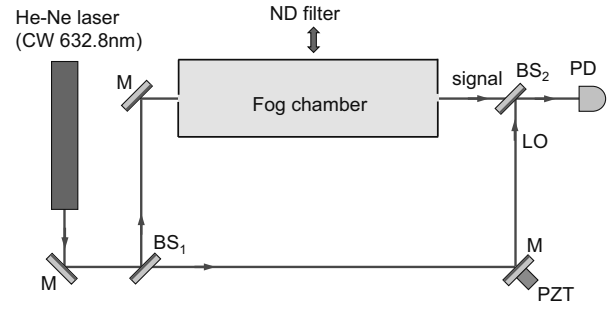 He-Ne laser
(CW 632.8nm)
ND filter
M
Fog chamber
signal
BS₂
PD
LO
BS₁
M
M
PZT